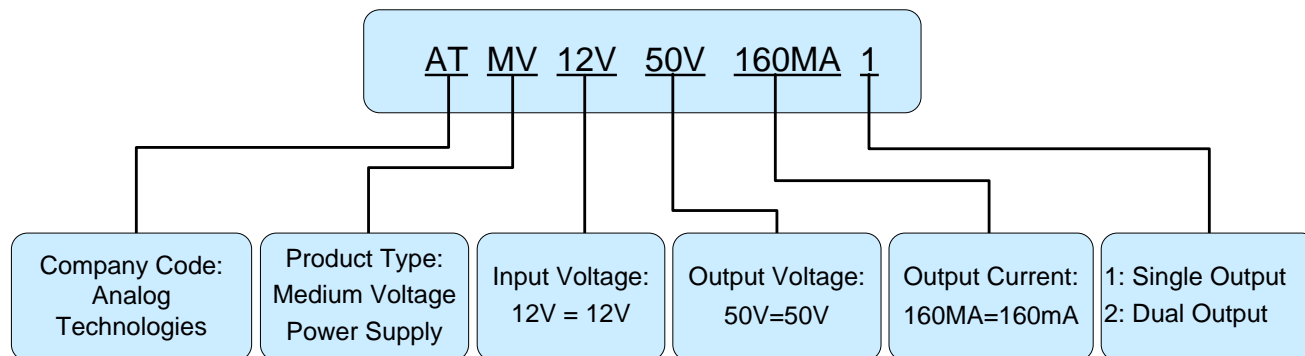 AT MV 12V 50V 160MA 1
Company Code:
Analog
Technologies
Product Type:
Medium Voltage
Power Supply
Input Voltage:
12V = 12V
Output Voltage:
50V=50V
Output Current:
160MA=160mA
1: Single Output
2: Dual Output